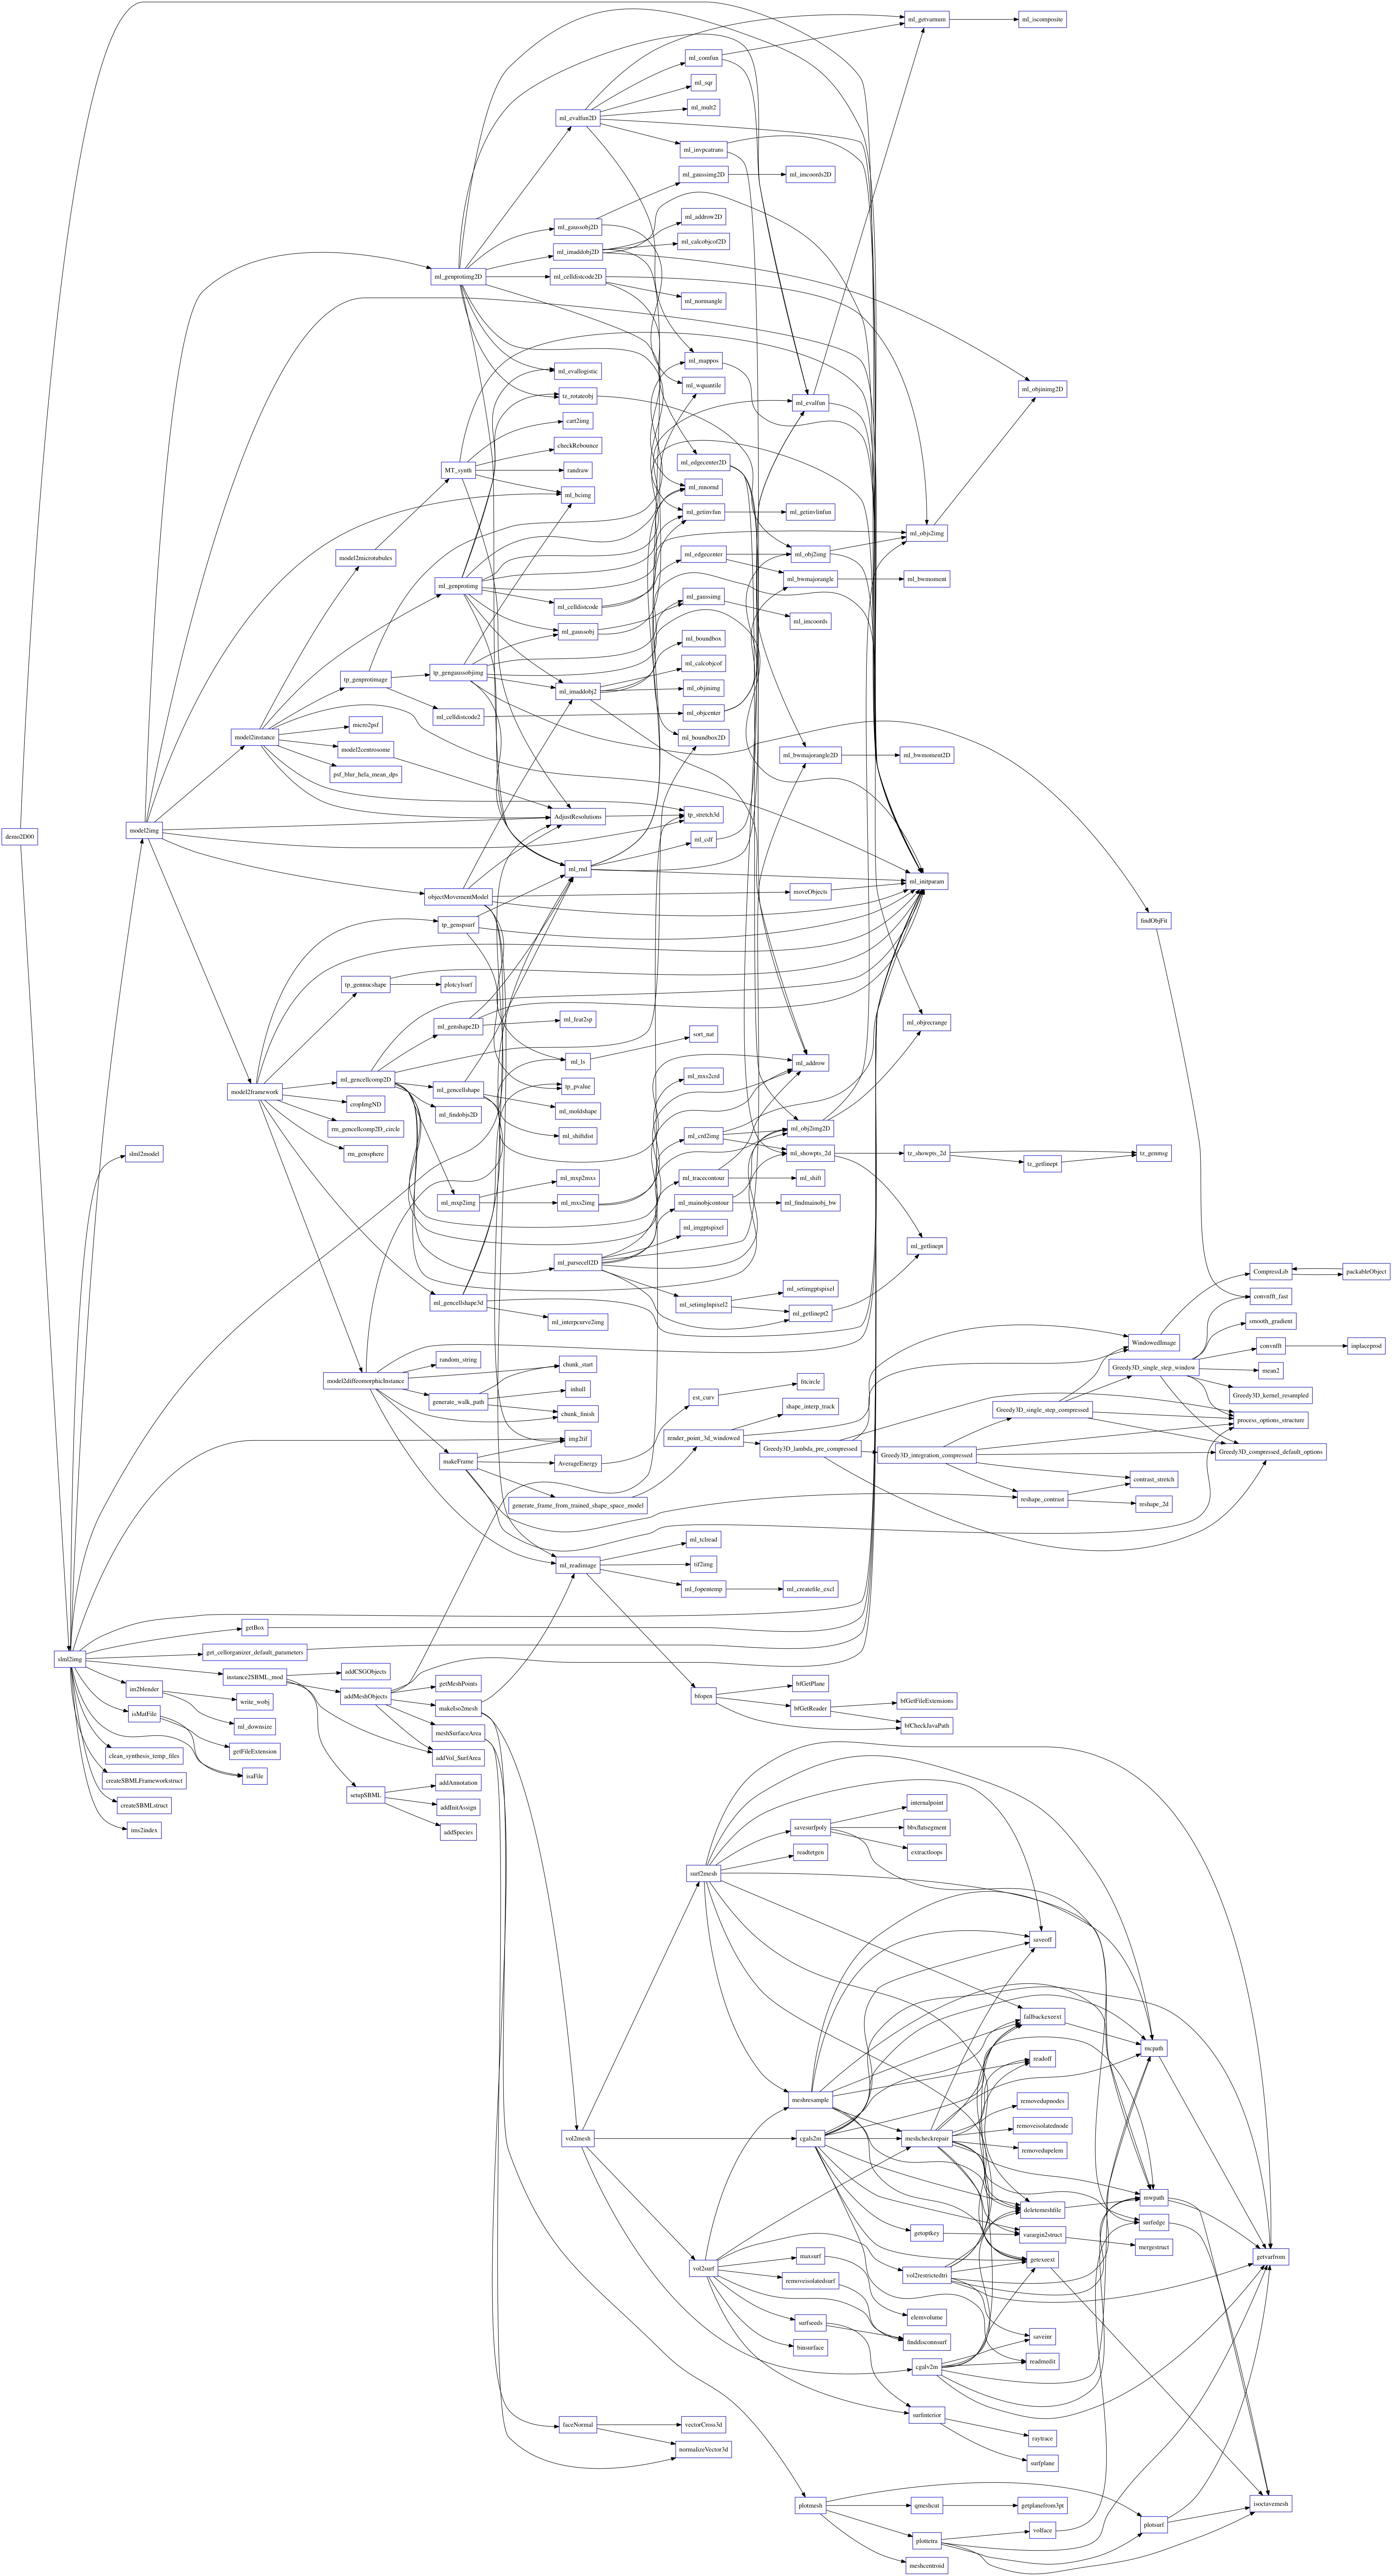 ml_getvarnum
ml_iscomposite
ml_comfun
ml_sqr
ml_mult2
ml_evalfun2D
ml_invpcatrans
ml_gaussimg2D
ml_imcoords2D
ml_addrow2D
ml_gaussobj2D
ml_calcobjcof2D
ml_imaddobj2D
ml_genprotimg2D
ml_celldistcode2D
ml_normangle
ml_mappos
ml_evallogistic
ml_wquantile
ml_objinimg2D
tz_rotateobj
ml_evalfun
cart2img
checkRebounce
ml_edgecenter2D
MT_synth
randraw
ml_mnornd
ml_bcimg
ml_getinvfun
ml_getinvlinfun
ml_objs2img
model2microtubules
ml_edgecenter
ml_obj2img
ml_bwmajorangle
ml_bwmoment
ml_genprotimg
ml_gaussimg
ml_celldistcode
ml_imcoords
ml_gaussobj
ml_boundbox
ml_calcobjcof
tp_genprotimage
tp_gengaussobjimg
ml_objinimg
ml_imaddobj2
ml_objcenter
ml_celldistcode2
micro2psf
model2instance
ml_boundbox2D
model2centrosome
ml_bwmajorangle2D
ml_bwmoment2D
psf_blur_hela_mean_dps
findObjFit
AdjustResolutions
tp_stretch3d
demo2D00
model2img
ml_cdf
ml_rnd
ml_initparam
objectMovementModel
moveObjects
tp_genspsurf
tp_gennucshape
plotcylsurf
ml_feat2sp
ml_genshape2D
ml_objrecrange
sort_nat
ml_ls
ml_addrow
ml_gencellcomp2D
ml_mxs2crd
tp_pvalue
model2framework
ml_gencellshape
cropImgND
ml_moldshape
ml_findobjs2D
rm_gencellcomp2D_circle
ml_shiftdist
ml_crd2img
ml_obj2img2D
slml2model
rm_gensphere
ml_showpts_2d
tz_showpts_2d
tz_getlinept
tz_genmsg
ml_mxp2mxs
ml_tracecontour
ml_shift
ml_mxp2img
ml_mxs2img
ml_mainobjcontour
ml_findmainobj_bw
ml_imgptspixel
ml_getlinept
ml_parsecell2D
ml_setimgptspixel
CompressLib
packableObject
ml_gencellshape3d
ml_setimglnpixel2
ml_getlinept2
convnfft_fast
ml_interpcurve2img
smooth_gradient
WindowedImage
convnfft
inplaceprod
random_string
chunk_start
Greedy3D_single_step_window
mean2
model2diffeomorphicInstance
inhull
fitcircle
Greedy3D_kernel_resampled
generate_walk_path
est_curv
shape_interp_track
chunk_finish
Greedy3D_single_step_compressed
process_options_structure
img2tif
render_point_3d_windowed
Greedy3D_lambda_pre_compressed
Greedy3D_integration_compressed
Greedy3D_compressed_default_options
makeFrame
AverageEnergy
contrast_stretch
generate_frame_from_trained_shape_space_model
reshape_contrast
reshape_2d
ml_tclread
ml_readimage
tif2img
ml_fopentemp
ml_createfile_excl
getBox
slml2img
get_cellorganizer_default_parameters
instance2SBML_mod
addCSGObjects
im2blender
addMeshObjects
getMeshPoints
bfopen
bfGetPlane
write_wobj
makeIso2mesh
bfGetReader
bfGetFileExtensions
isMatFile
ml_downsize
meshSurfaceArea
bfCheckJavaPath
clean_synthesis_temp_files
getFileExtension
addVol_SurfArea
createSBMLFrameworkstruct
isaFile
setupSBML
addAnnotation
createSBMLstruct
addInitAssign
ims2index
addSpecies
internalpoint
savesurfpoly
bbxflatsegment
readtetgen
extractloops
surf2mesh
saveoff
fallbackexeext
mcpath
readoff
meshresample
removedupnodes
removeisolatednode
vol2mesh
cgals2m
meshcheckrepair
removedupelem
mwpath
deletemeshfile
surfedge
getoptkey
varargin2struct
mergestruct
getvarfrom
maxsurf
getexeext
vol2surf
removeisolatedsurf
vol2restrictedtri
surfseeds
elemvolume
binsurface
finddisconnsurf
saveinr
cgalv2m
readmedit
surfinterior
faceNormal
vectorCross3d
raytrace
normalizeVector3d
surfplane
plotmesh
qmeshcut
getplanefrom3pt
isoctavemesh
plottetra
volface
plotsurf
meshcentroid